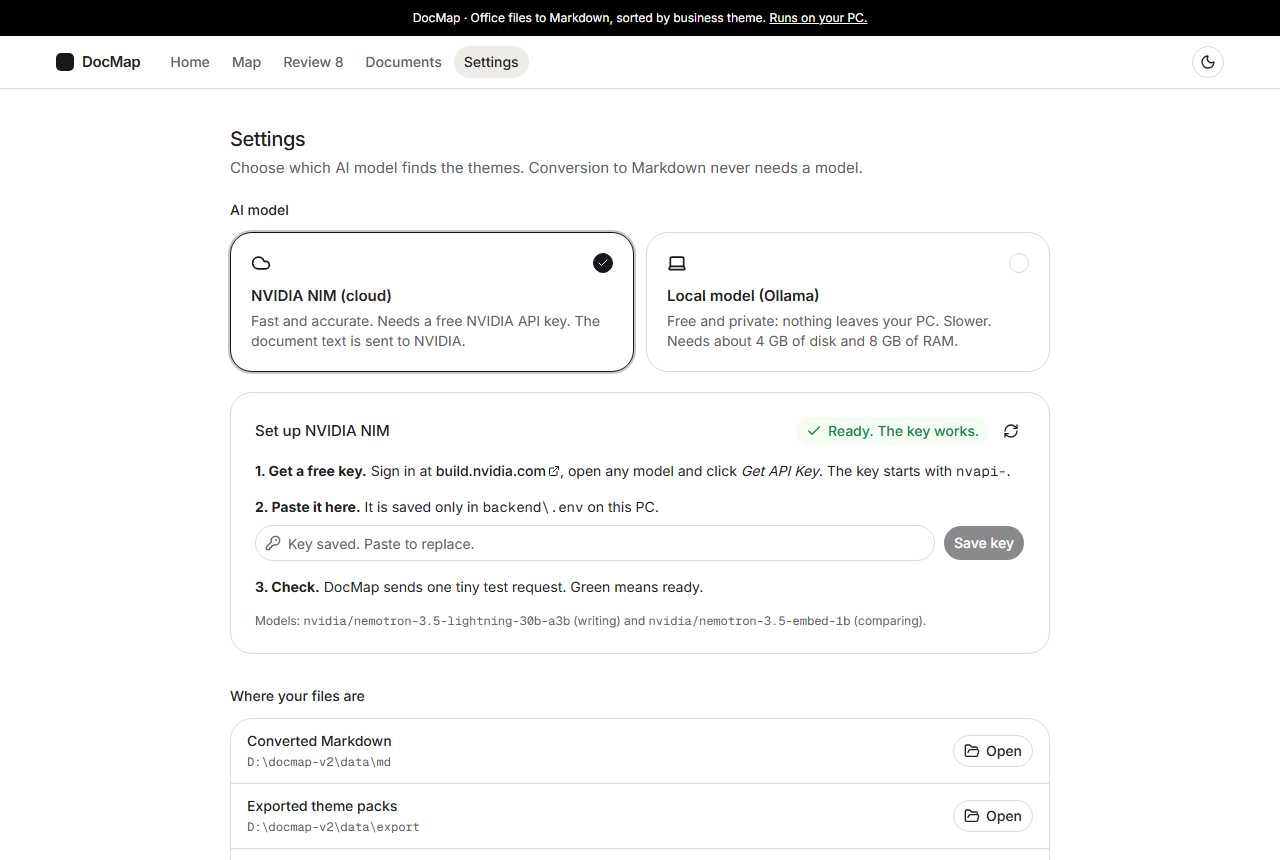 DocMap · Office files to Markdown, sorted by business theme. Runs on your PC.
DocMap Home Map Review 8 Documents Settings
Settings
Choose which AI model finds the themes. Conversion to Markdown never needs a model.
AI model
NVIDIA NIM (cloud)
Fast and accurate. Needs a free NVIDIA API key. The
document text is sent to NVIDIA.
Local model (Ollama)
Free and private: nothing leaves your PC. Slower.
Needs about 4 GB of disk and 8 GB of RAM.
Set up NVIDIA NIM
Ready. The key works.
1. Get a free key. Sign in at build.nvidia.com, open any model and click Get API Key. The key starts with nvapi-.
2. Paste it here. It is saved only in backend\.env on this PC.
Key saved. Paste to replace.
Save key
3. Check. DocMap sends one tiny test request. Green means ready.
Models: nvidia/nemotron-3.5-lightning-30b-a3b (writing) and nvidia/nemotron-3.5-embed-1b (comparing).
Where your files are
Converted Markdown
D:\docmap-v2\data\md
Open
Exported theme packs
D:\docmap-v2\data\export
Open